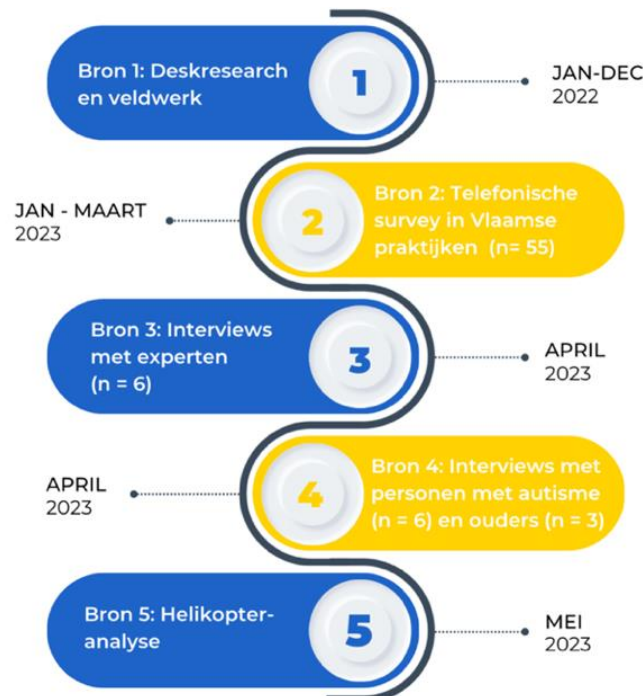 Bron 1: Deskresearch
en veldwerk
1
JAN-DEC
2022
JAN - MAART
2023
2
Bron 2: Telefonische
survey in Vlaamse
praktijken (n= 55)
Bron 3: Interviews
met experten
(n = 6)
3
APRIL
2023
APRIL
2023
4
Bron 4: Interviews met
personen met autisme
(n = 6) en ouders (n = 3)
Bron 5: Helikopter-
analyse
5
MEI
2023